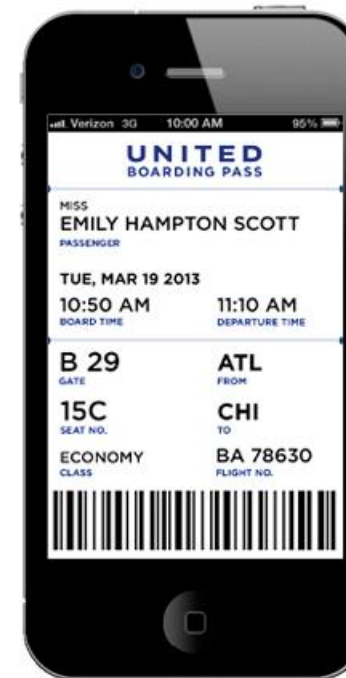 Verizon 3G 10:00 AM 95%
UNITED
BOARDING PASS
MISS
EMILY HAMPTON SCOTT
PASSENGER
TUE, MAR 19 2013
10:50 AM 11:10 AM
BOARD TIME DEPARTURE TIME
B 29 ATL
GATE FROM
15C CHI
SEAT NO. TO
ECONOMY BA 78630
CLASS FLIGHT NO.